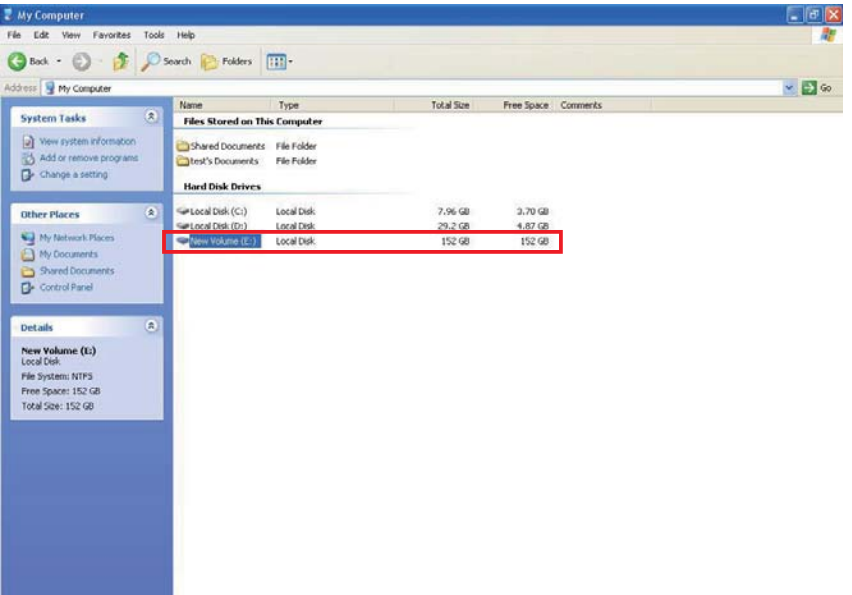 My Computer
File Edit View Favorites Tools Help
Back Search Folders
Address My Computer Go
Name Type Total Size Free Space Comments
Files Stored on This Computer
Shared Documents File Folder
test's Documents File Folder
Hard Disk Drives
Local Disk (C:) Local Disk 7.96 GB 3.70 GB
Local Disk (D:) Local Disk 29.2 GB 4.87 GB
New Volume (E:) Local Disk 152 GB 152 GB
System Tasks
View system information
Add or remove programs
Change a setting
Other Places
My Network Places
My Documents
Shared Documents
Control Panel
Details
New Volume (E:)
Local Disk
File System: NTFS
Free Space: 152 GB
Total Size: 152 GB